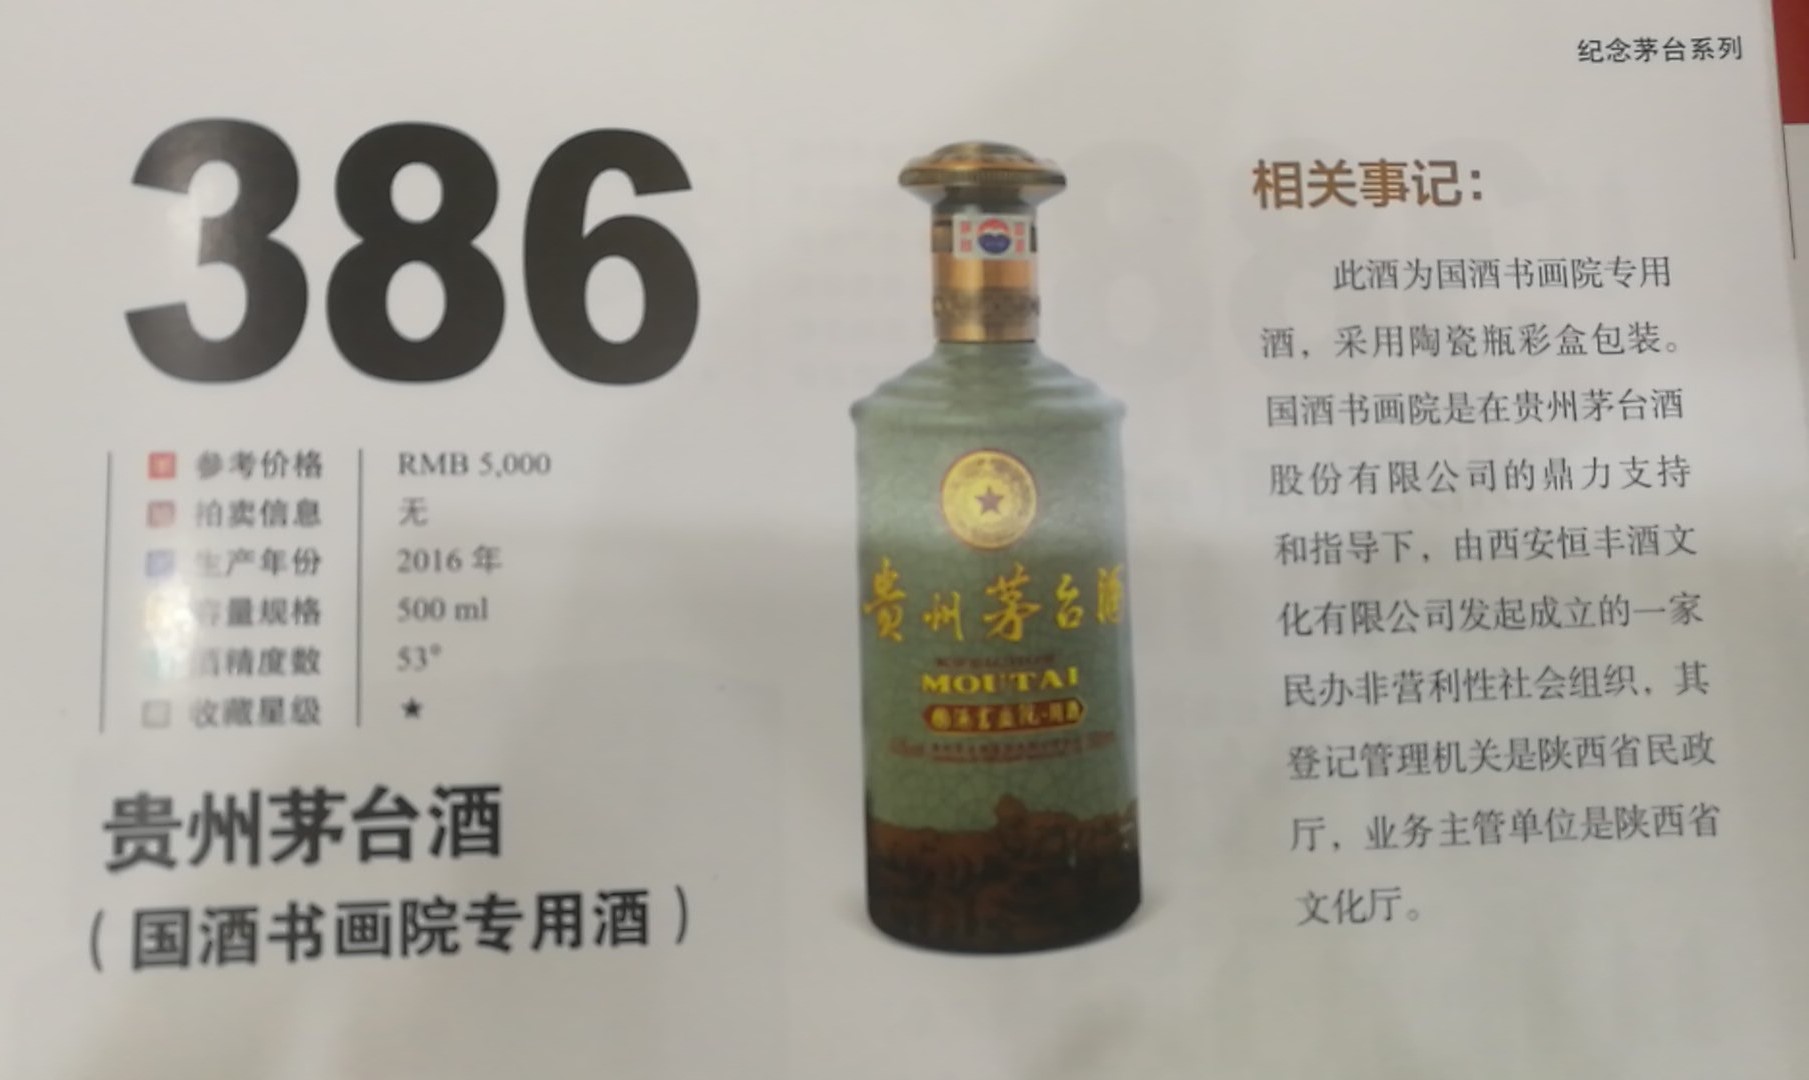 纪念茅台系列
386
参考价格 RMB 5,000
拍卖信息 无
生产年份 2016 年
容量规格 500 ml
酒精度数 53°
收藏星级 ★
贵州茅台酒
（国酒书画院专用酒）
贵州茅台酒
MOUTAI
相关事记：
此酒为国酒书画院专用
酒，采用陶瓷瓶彩盒包装。
国酒书画院是在贵州茅台酒
股份有限公司的鼎力支持
和指导下，由西安恒丰酒文
化有限公司发起成立的一家
民办非营利性社会组织，其
登记管理机关是陕西省民政
厅，业务主管单位是陕西省
文化厅。